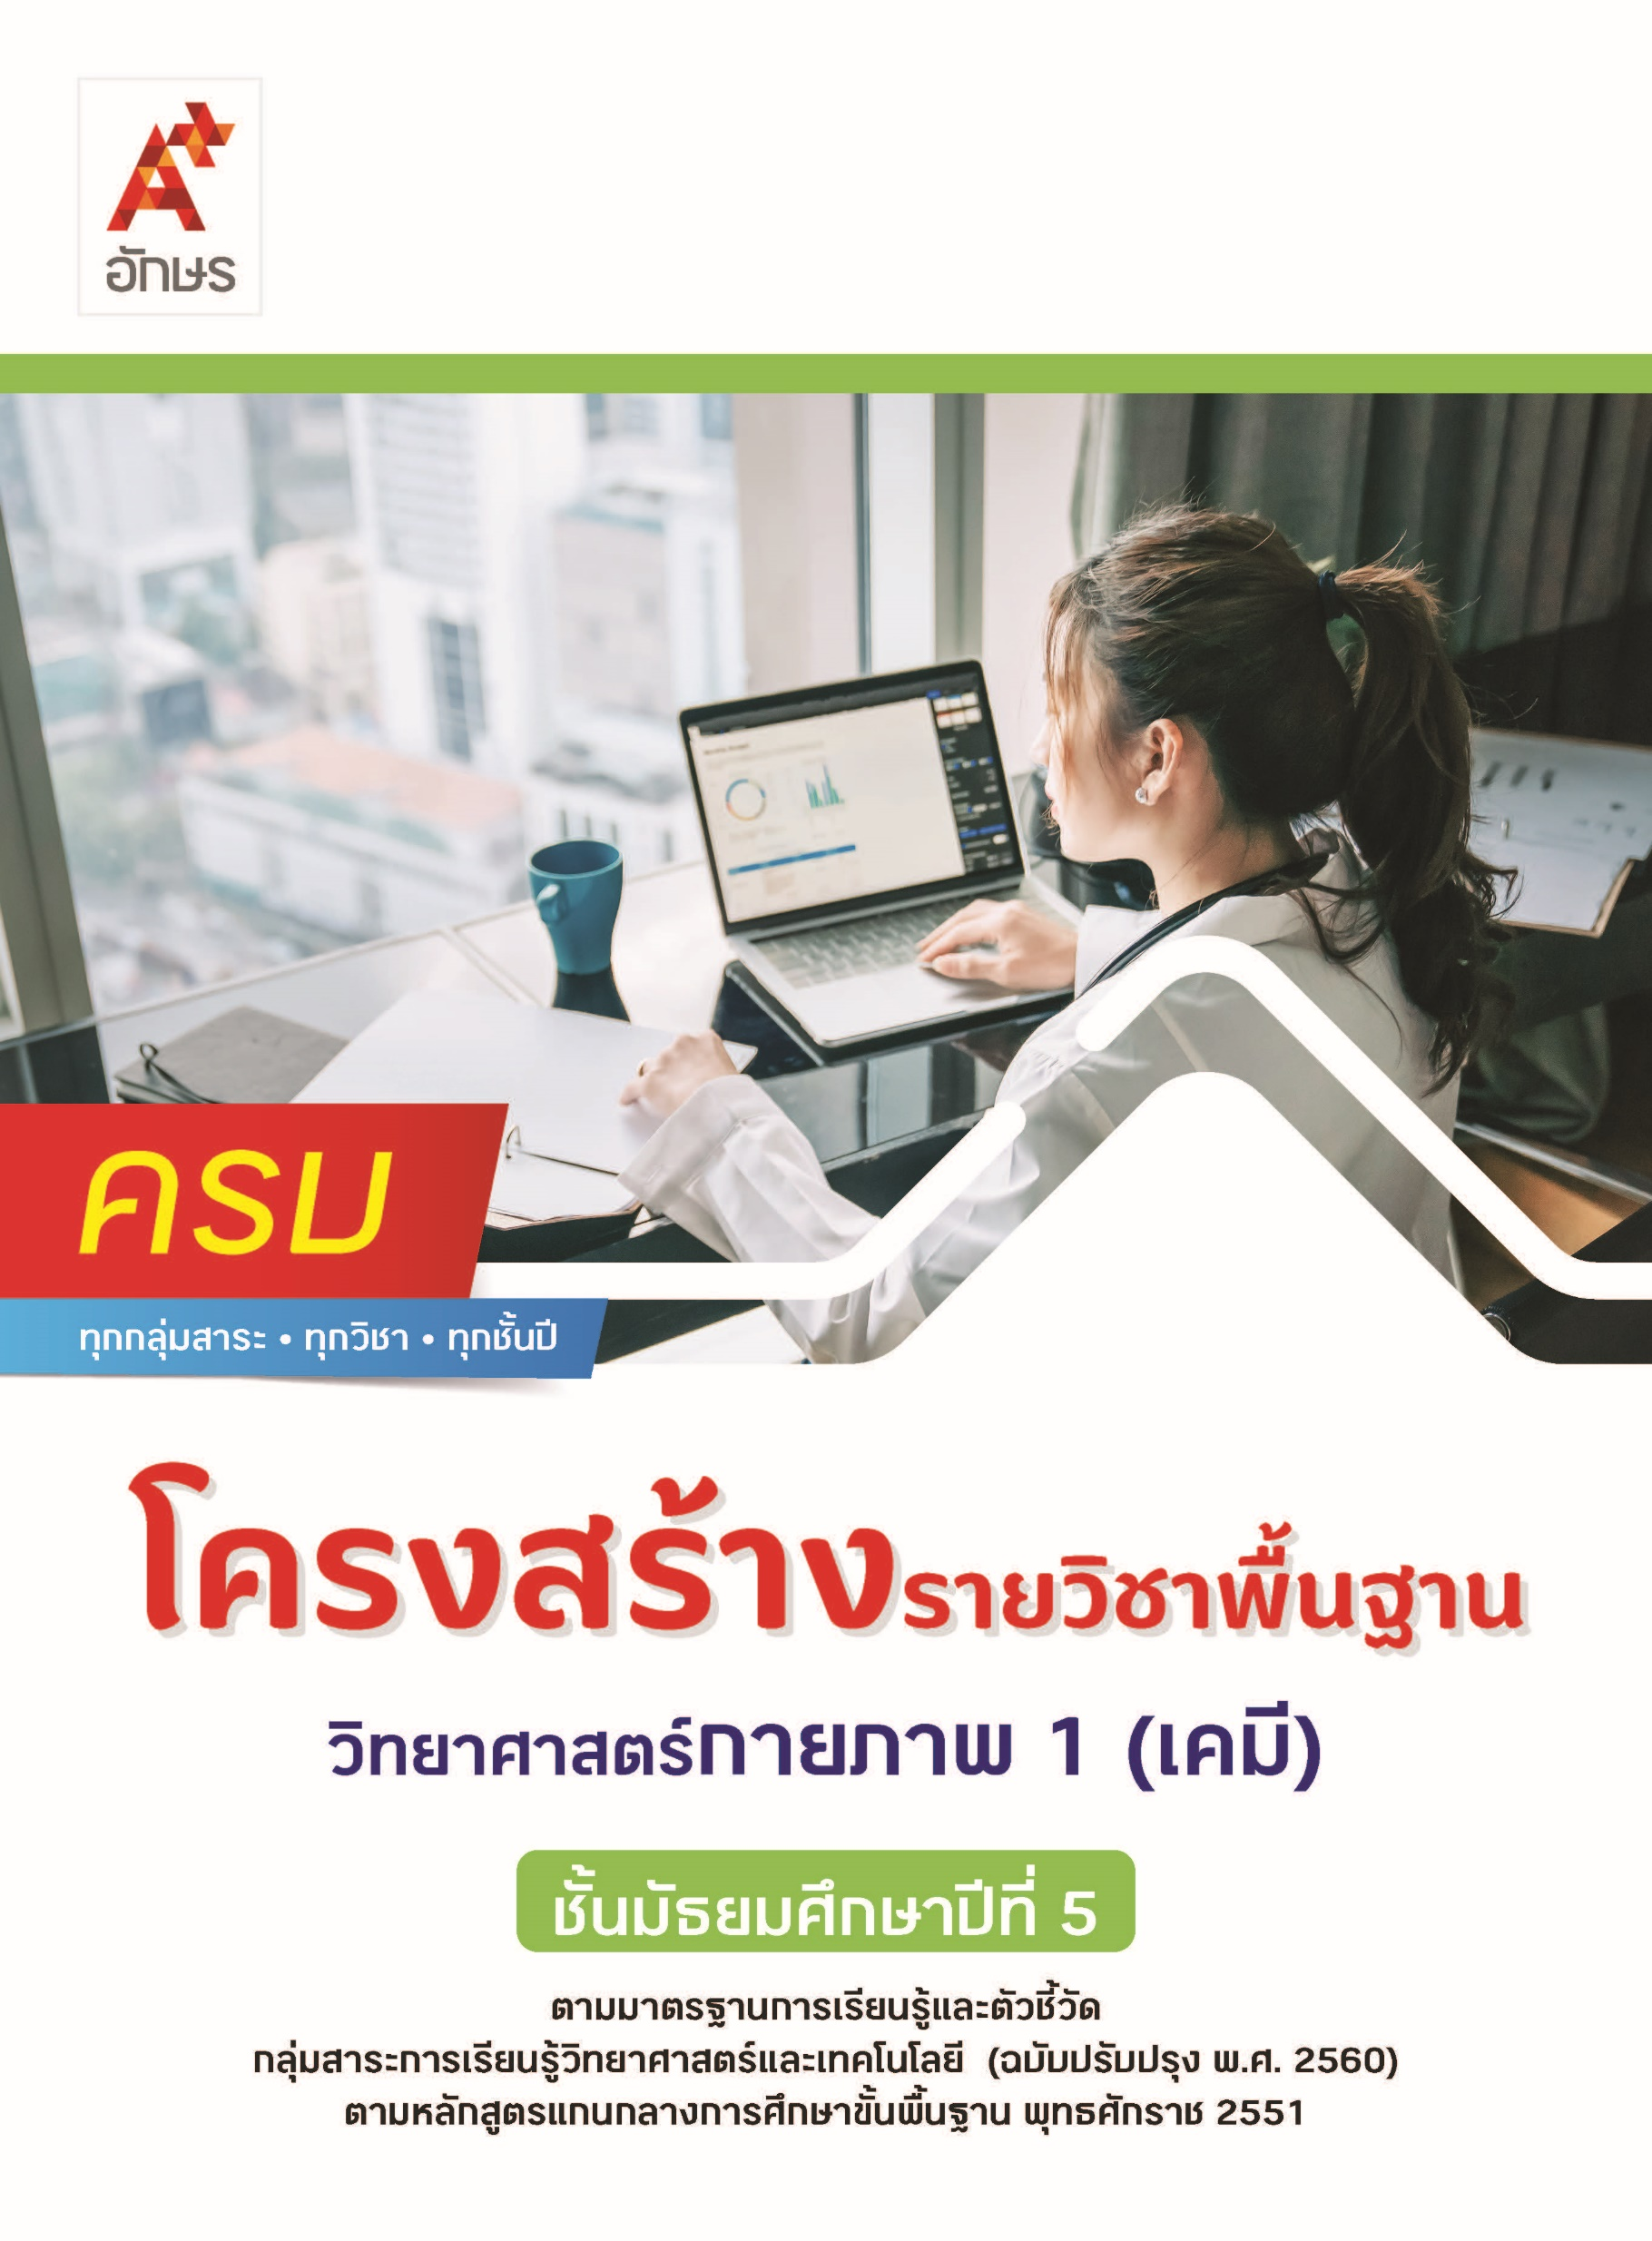 อักษร
ครบ
ทุกกลุ่มสาระ • ทุกวิชา • ทุกชั้นปี
โครงสร้างรายวิชาพื้นฐาน
วิทยาศาสตร์กายภาพ 1 (เคมี)
ชั้นมัธยมศึกษาปีที่ 5
ตามมาตรฐานการเรียนรู้และตัวชี้วัด
กลุ่มสาระการเรียนรู้วิทยาศาสตร์และเทคโนโลยี (ฉบับปรับปรุง พ.ศ. 2560)
ตามหลักสูตรแกนกลางการศึกษาขั้นพื้นฐาน พุทธศักราช 2551